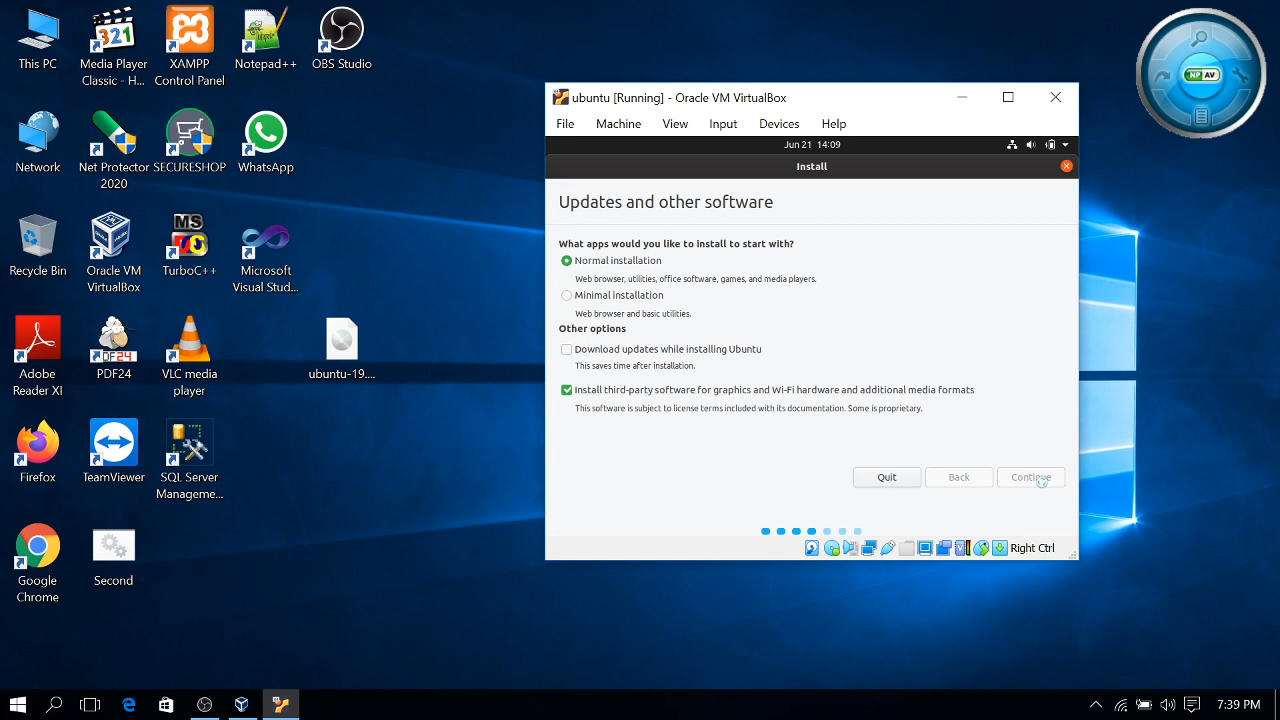 This PC
Media Player
Classic - H...
XAMPP
Control Panel
Notepad++
OBS Studio
Network
Net Protector
2020
SECURESHOP
WhatsApp
Recycle Bin
Oracle VM
VirtualBox
MS
TurboC++
Microsoft
Visual Stud...
Adobe
Reader XI
PDF24
VLC media
player
ubuntu-19....
Firefox
TeamViewer
SQL Server
Manageme...
Google
Chrome
Second
321
NP AV
ubuntu [Running] - Oracle VM VirtualBox
File Machine View Input Devices Help
Jun 21 14:09
Install
Updates and other software
What apps would you like to install to start with?
Normal installation
Web browser, utilities, office software, games, and media players.
Minimal installation
Web browser and basic utilities.
Other options
Download updates while installing Ubuntu
This saves time after installation.
Install third-party software for graphics and Wi-Fi hardware and additional media formats
This software is subject to license terms included with its documentation. Some is proprietary.
Quit Back Continue
Right Ctrl
7:39 PM